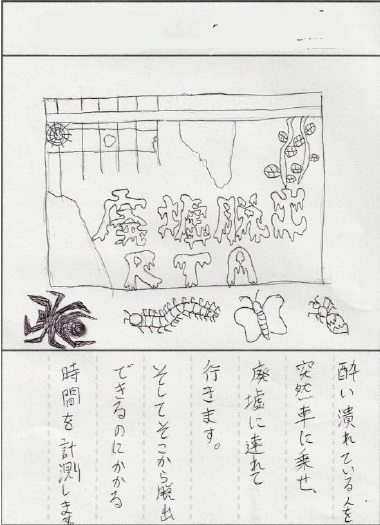 廃墟脱出
RTA
酔い潰れている人を
突然車に乗せ、
廃墟に連れて
行きます。
そしてそこから脱出
できるのにかかる
時間を計測します。